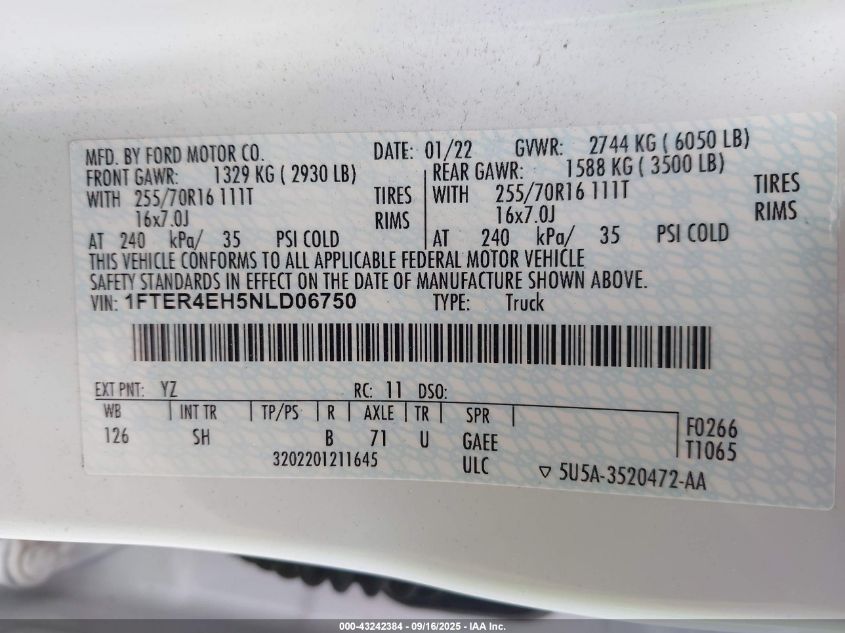 MFD. BY FORD MOTOR CO. DATE: 01/22 GVWR: 2744 KG ( 6050 LB)
FRONT GAWR: 1329 KG ( 2930 LB) REAR GAWR: 1588 KG ( 3500 LB)
WITH 255/70R16 111T TIRES WITH 255/70R16 111T TIRES
16x7.0J RIMS 16x7.0J RIMS
AT 240 kPa/ 35 PSI COLD AT 240 kPa/ 35 PSI COLD
THIS VEHICLE CONFORMS TO ALL APPLICABLE FEDERAL MOTOR VEHICLE
SAFETY STANDARDS IN EFFECT ON THE DATE OF MANUFACTURE SHOWN ABOVE.
VIN: 1FTER4EH5NLD06750 TYPE: Truck
EXT PNT: YZ RC: 11 DSO:
WB INT TR TP/PS R AXLE TR SPR
126 SH B 71 U GAEE F0266
3202201211645 ULC T1065
5U5A-3520472-AA
000-43242384 - 09/16/2025 - IAA Inc.